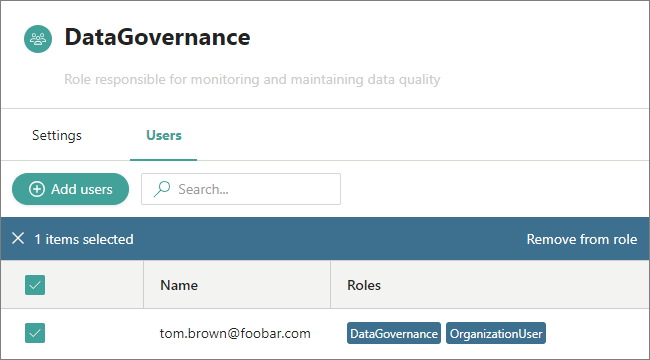 DataGovernance
Role responsible for monitoring and maintaining data quality
Settings Users
Add users Search...
1 items selected Remove from role
Name Roles
tom.brown@foobar.com DataGovernance OrganizationUser